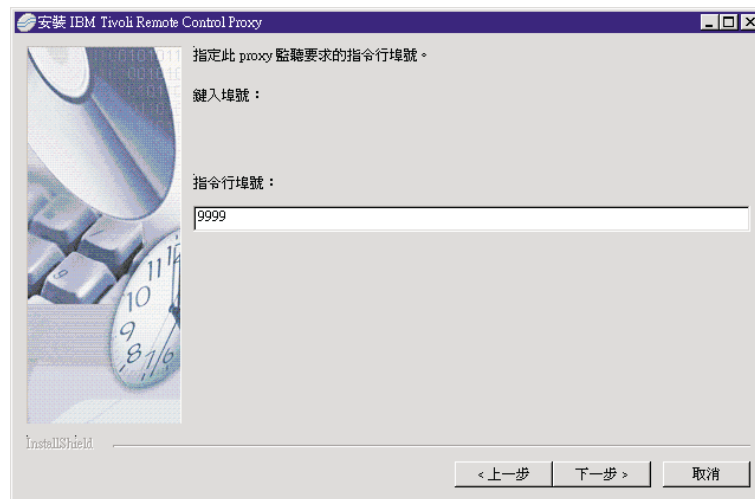 安裝 IBM Tivoli Remote Control Proxy
指定此 proxy 監聽要求的指令行埠號。
鍵入埠號：
指令行埠號：
9999
InstallShield
<上一步 下一步> 取消